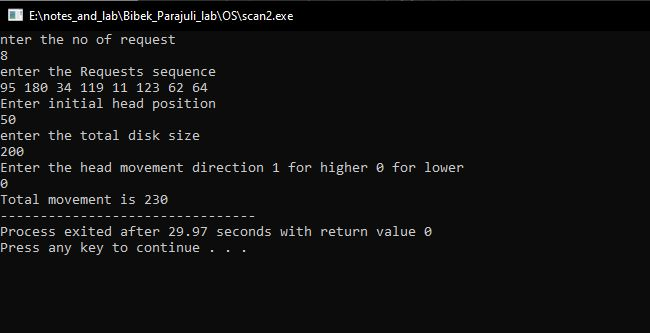 E:\notes_and_lab\Bibek_Parajuli_lab\OS\scan2.exe
nter the no of request
8
enter the Requests sequence
95 180 34 119 11 123 62 64
Enter initial head position
50
enter the total disk size
200
Enter the head movement direction 1 for higher 0 for lower
0
Total movement is 230
--------------------------------
Process exited after 29.97 seconds with return value 0
Press any key to continue . . .